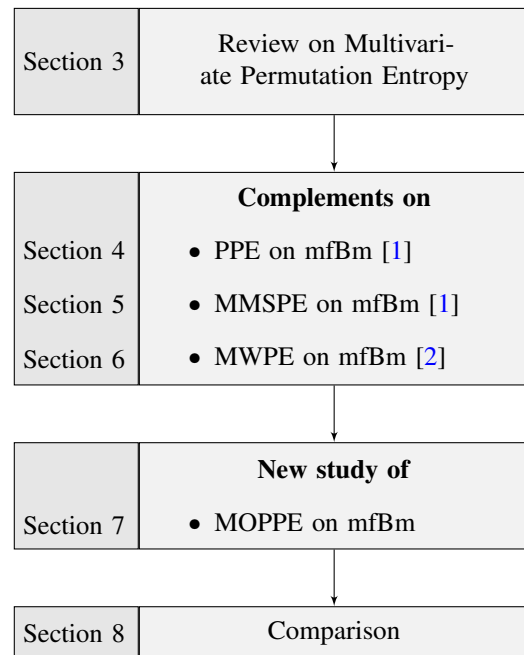 Section 3
Review on Multivari-
ate Permutation Entropy
Complements on
Section 4 • PPE on mfBm [1]
Section 5 • MMSPE on mfBm [1]
Section 6 • MWPE on mfBm [2]
New study of
Section 7 • MOPPE on mfBm
Section 8 Comparison